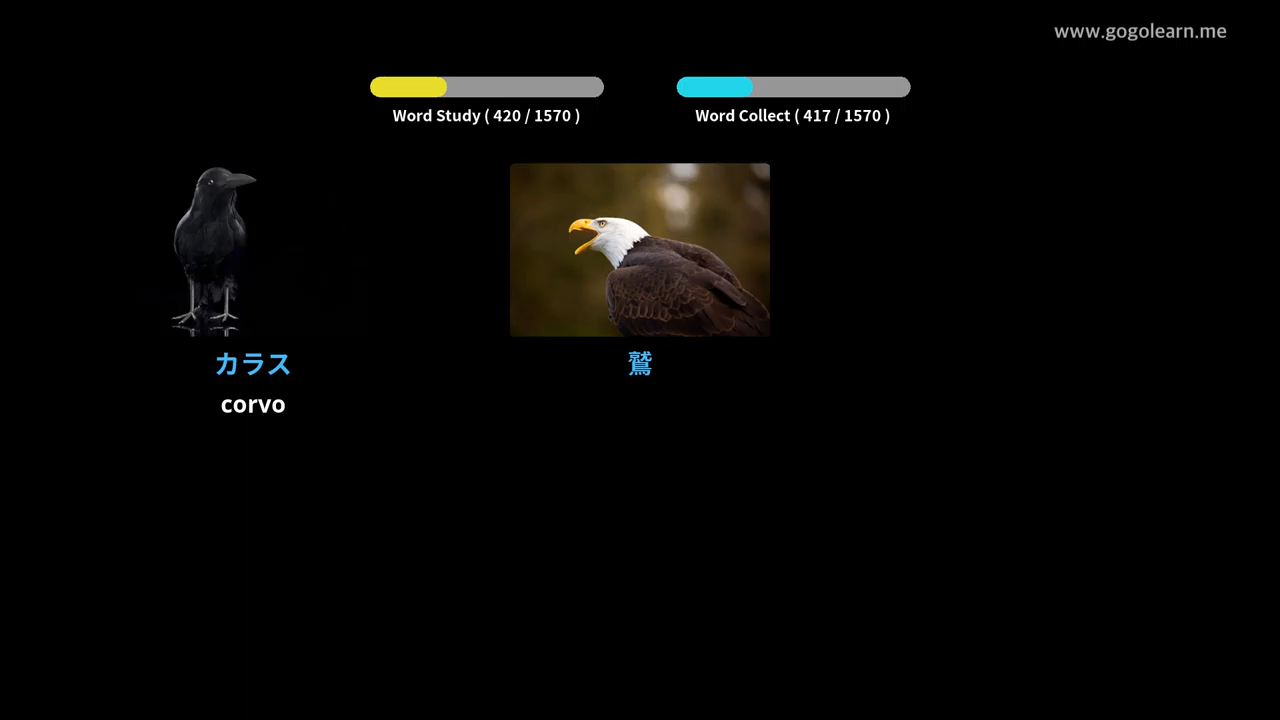 www.gogolearn.me
Word Study ( 420 / 1570 )
Word Collect ( 417 / 1570 )
カラス
鷲
corvo